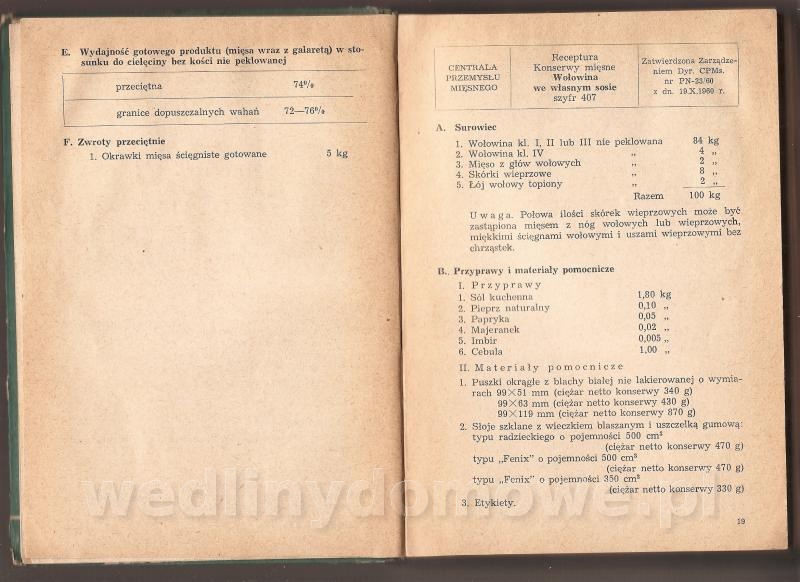 E. Wydajność gotowego produktu (mięsa wraz z galaretą) w sto-
sunku do cielęciny bez kości nie peklowanej
przeciętna 74%
granice dopuszczalnych wahań 72—76%
F. Zwroty przeciętnie
1. Okrawki mięsa ścięgniste gotowane 5 kg
CENTRALA
PRZEMYSŁU
MIĘSNEGO
Receptura
Konserwy mięsne
Wołowina
we własnym sosie
szyfr 407
Zatwierdzona Zarządze-
niem Dyr. CPMs.
nr PN-23/60
z dn. 19.X.1960 r.
A. Surowiec
1. Wołowina kl. I, II lub III nie peklowana 84 kg
2. Wołowina kl. IV „ 4 „
3. Mięso z głów wołowych „ 2 „
4. Skórki wieprzowe „ 8 „
5. Łój wołowy topiony „ 2 „
Razem 100 kg
Uwaga. Połowa ilości skórek wieprzowych może być
zastąpiona mięsem z nóg wołowych lub wieprzowych,
miękkimi ścięgnami wołowymi i uszami wieprzowymi bez
chrząstek.
B. Przyprawy i materiały pomocnicze
I. Przyprawy
1. Sól kuchenna 1,80 kg
2. Pieprz naturalny 0,10 „
3. Papryka 0,05 „
4. Majeranek 0,02 „
5. Imbir 0,005 „
6. Cebula 1,00 „
II. Materiały pomocnicze
1. Puszki okrągłe z blachy białej nie lakierowanej o wymia-
rach 99×51 mm (ciężar netto konserwy 340 g)
99×63 mm (ciężar netto konserwy 430 g)
99×119 mm (ciężar netto konserwy 870 g)
2. Słoje szklane z wieczkiem blaszanym i uszczelką gumową:
typu radzieckiego o pojemności 500 cm³
(ciężar netto konserwy 470 g)
typu „Fenix” o pojemności 500 cm³
(ciężar netto konserwy 470 g)
typu „Fenix” o pojemności 350 cm³
(ciężar netto konserwy 330 g)
3. Etykiety.
19
wedlinydomowe.pl